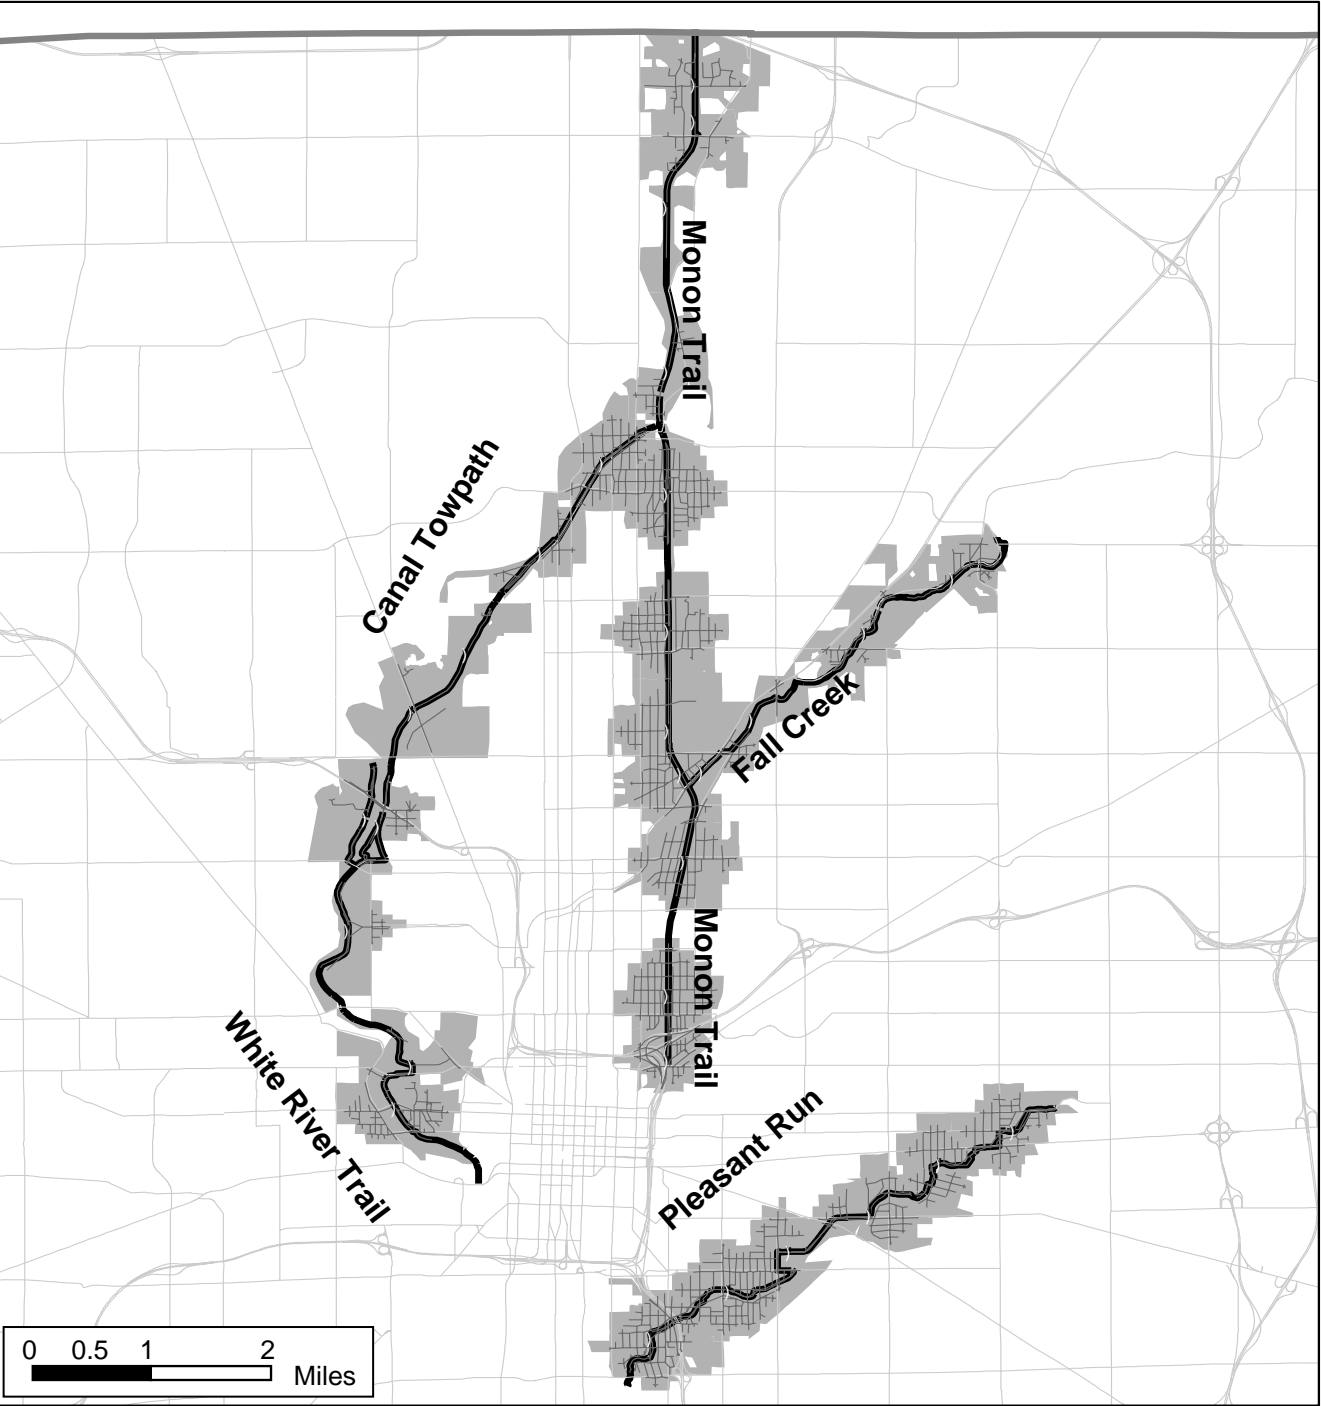 Monon Trail
Canal Towpath
Fall Creek
Monon Trail
White River Trail
Pleasant Run
0 0.5 1 2
Miles